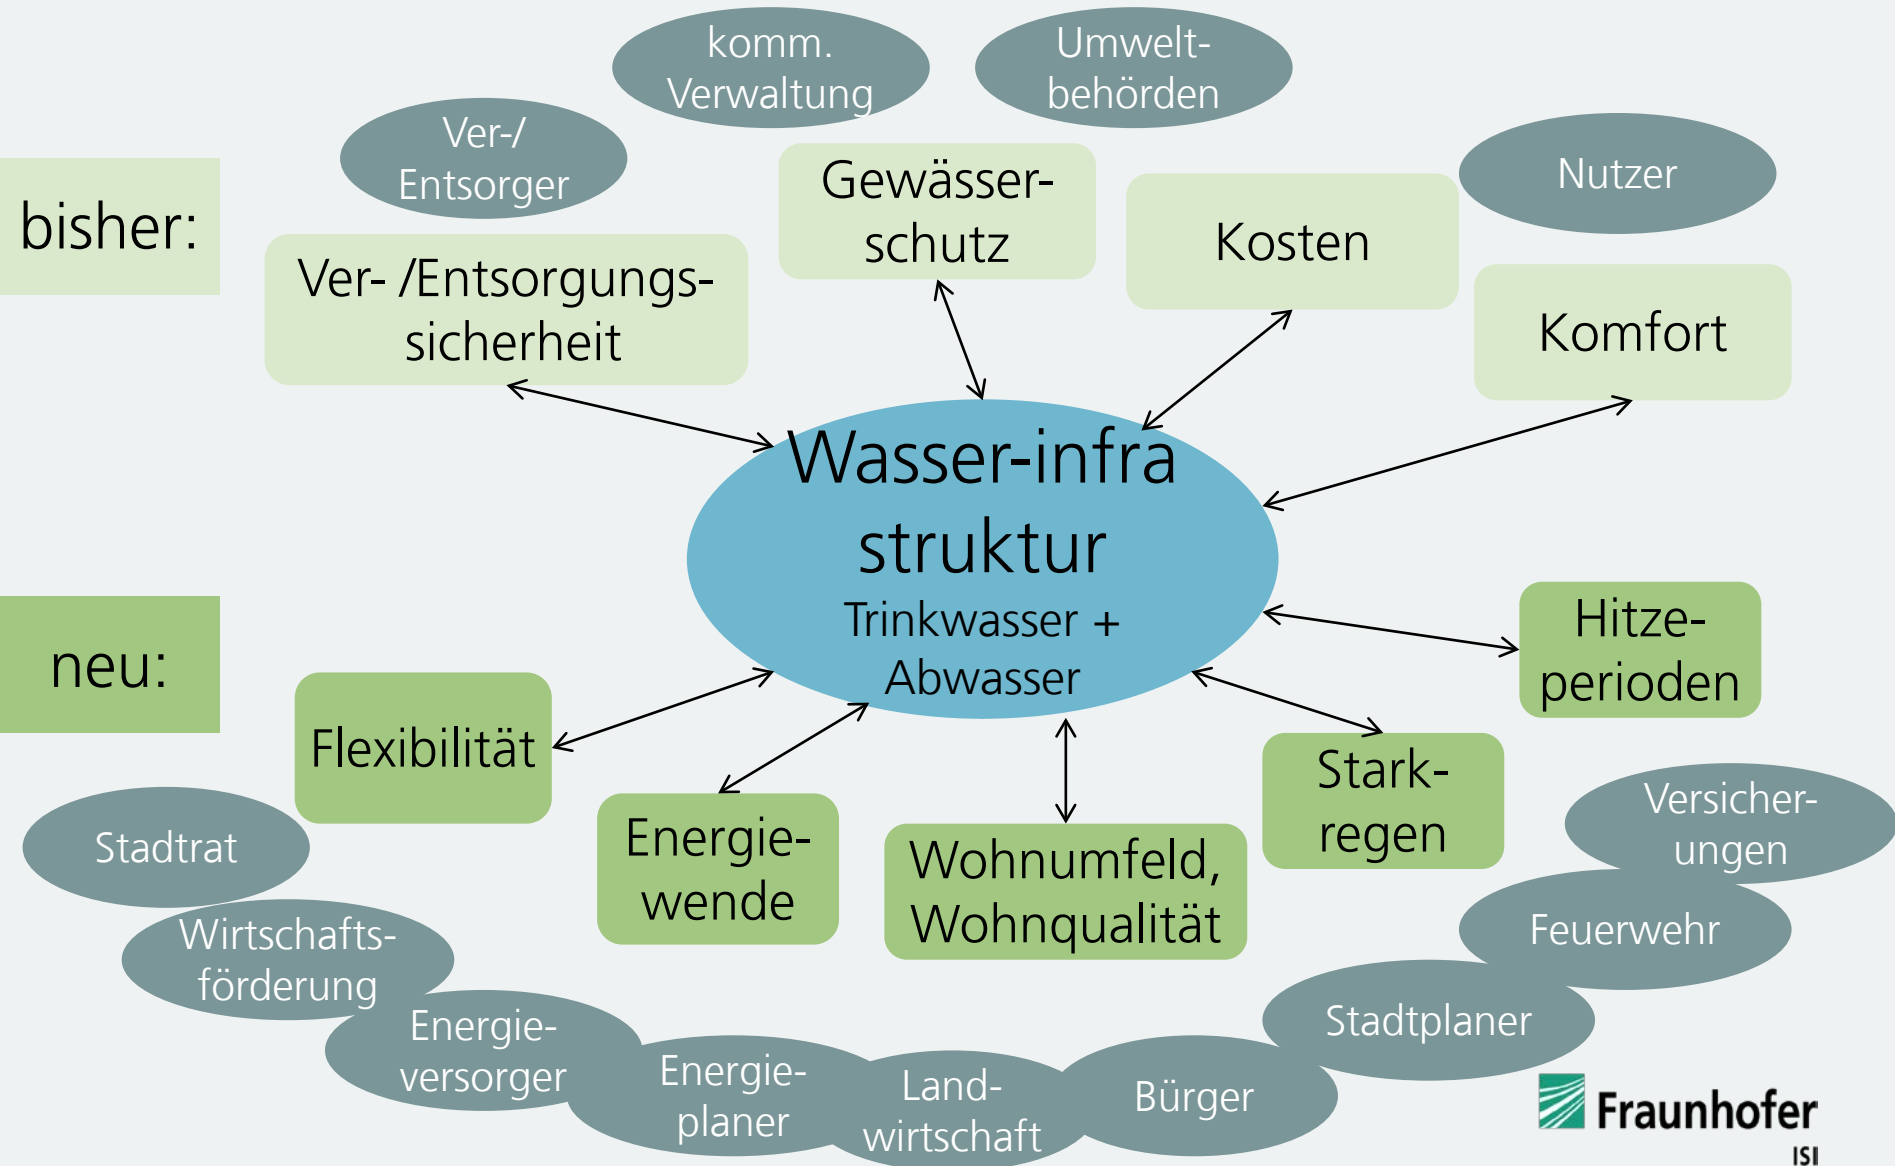 komm.
Verwaltung
Umwelt-
behörden
Ver-/
Entsorger
Nutzer
bisher:
Gewässer-
schutz
Kosten
Ver- /Entsorgungs-
sicherheit
Komfort
Wasser-infra
struktur
Trinkwasser +
Abwasser
neu:
Flexibilität
Energie-
wende
Wohnumfeld,
Wohnqualität
Stark-
regen
Hitze-
perioden
Stadtrat
Wirtschafts-
förderung
Energie-
versorger
Energie-
planer
Land-
wirtschaft
Bürger
Stadtplaner
Feuerwehr
Versicher-
ungen
Fraunhofer
ISI